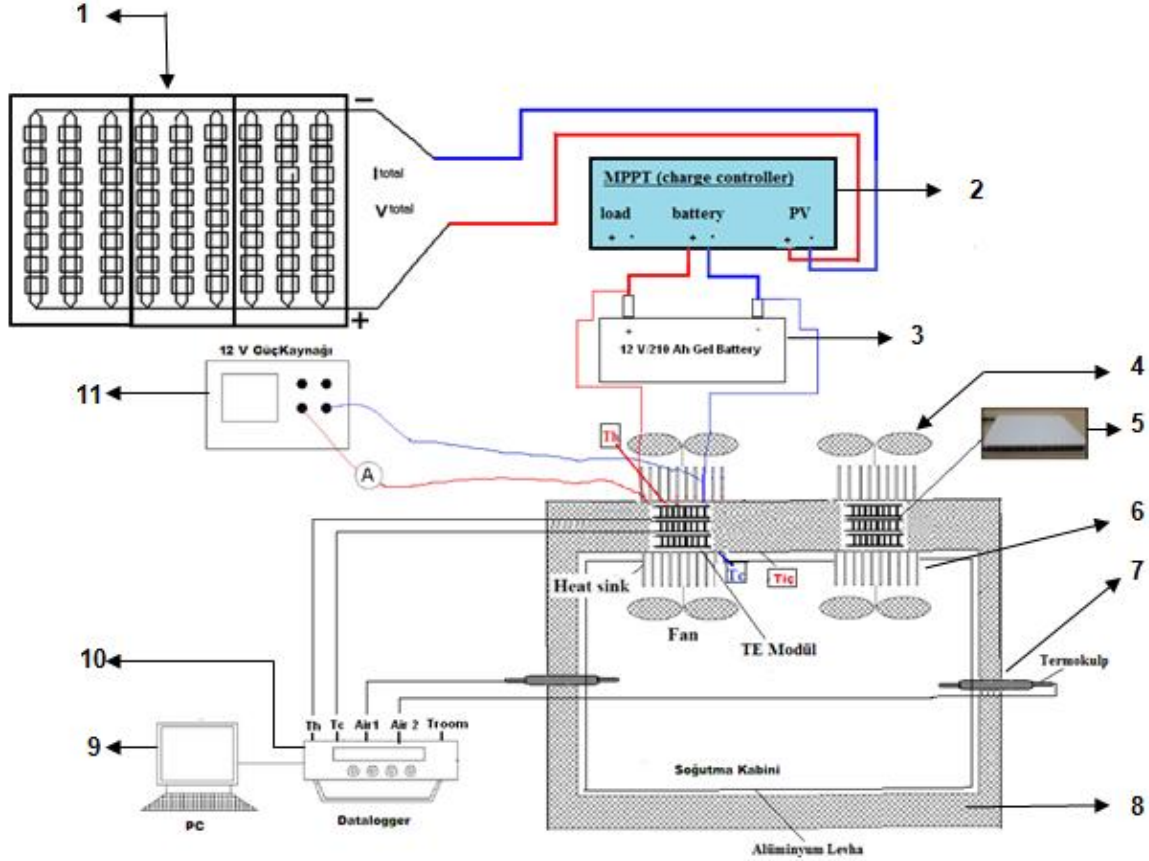 1
−
I total
V total
+
MPPT (charge controller)
load battery PV
+ - + - + -
2
+ -
12 V/210 Ah Gel Battery
3
12 V GüçKaynağı
11
A
Th
4
5
6
7
Heat sink
Tc
Tiç
Fan
TE Modül
Termokulp
10
Th Tc Air1 Air 2 Troom
9
PC
Datalogger
Soğutma Kabini
8
Alüminyum Levha